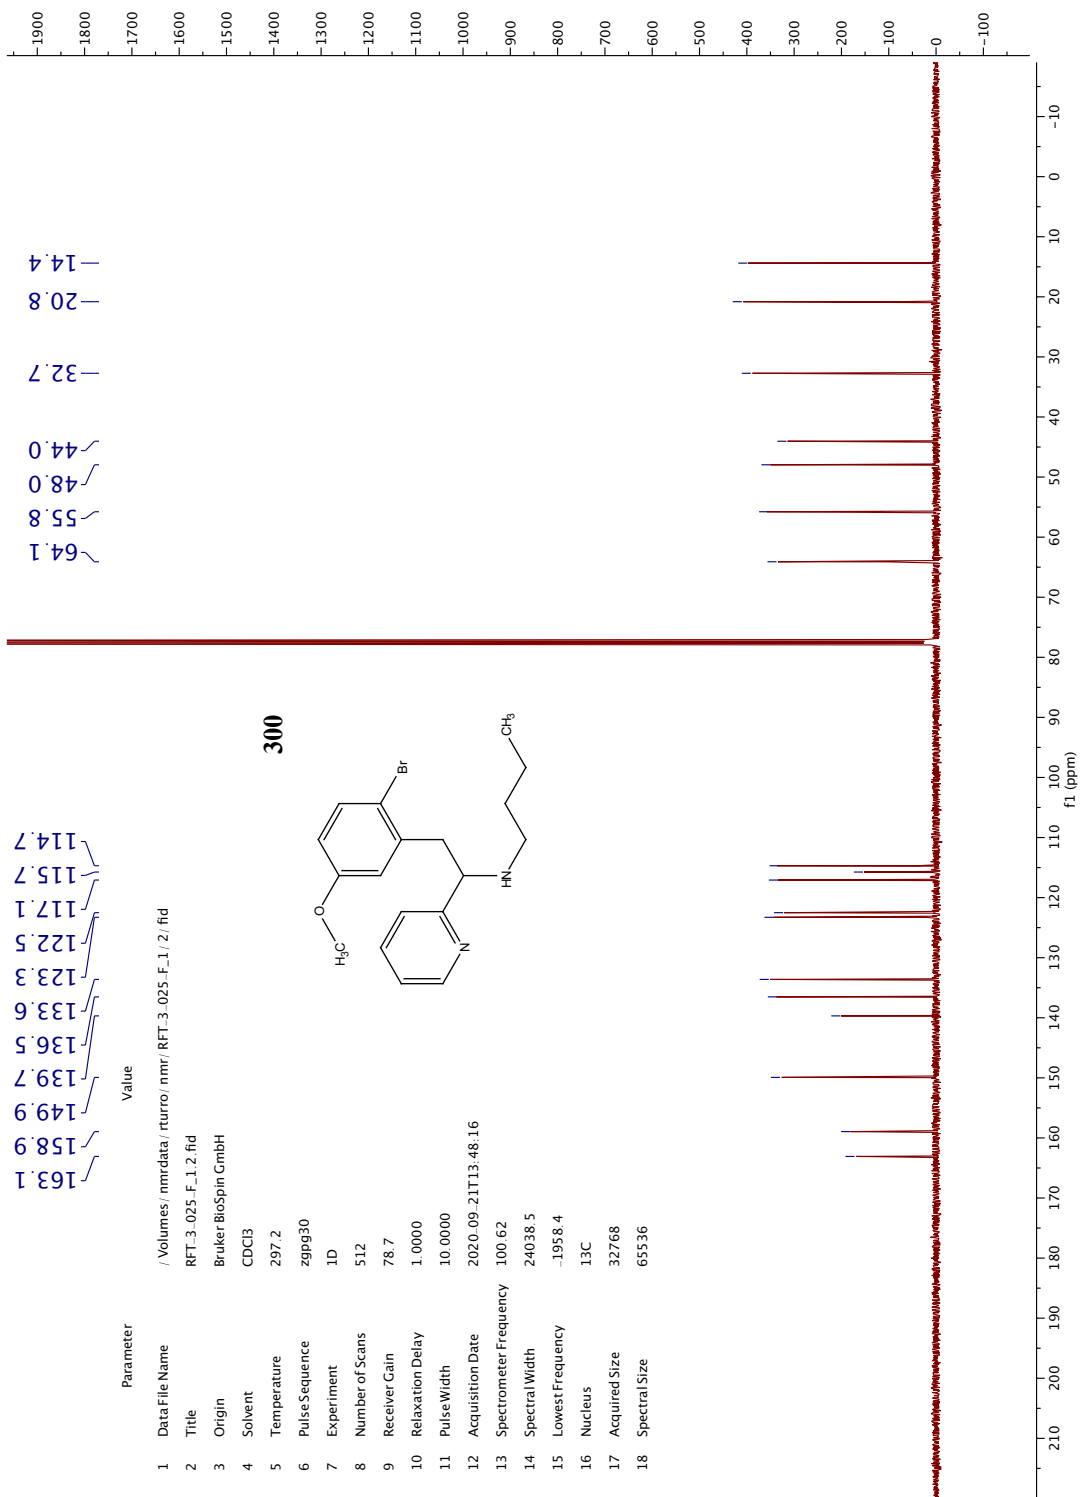 163.1
158.9
149.9
139.7
136.5
133.6
123.3
122.5
117.1
115.7
114.7
64.1
55.8
48.0
44.0
32.7
20.8
14.4
Parameter Value
1 Data File Name / Volumes/ nmrdata/ rturro/ nmr/ RFT_3_025_F_1/ 2/ fid
2 Title RFT_3_025_F_1.2.fid
3 Origin Bruker BioSpin GmbH
4 Solvent CDCl3
5 Temperature 297.2
6 Pulse Sequence zgpg30
7 Experiment 1D
8 Number of Scans 512
9 Receiver Gain 78.7
10 Relaxation Delay 1.0000
11 Pulse Width 10.0000
12 Acquisition Date 2020-09-21T13:48:16
13 Spectrometer Frequency 100.62
14 Spectral Width 24038.5
15 Lowest Frequency -1958.4
16 Nucleus 13C
17 Acquired Size 32768
18 Spectral Size 65536
300
H3C
O
Br
N
HN
CH3
1900
1800
1700
1600
1500
1400
1300
1200
1100
1000
900
800
700
600
500
400
300
200
100
0
-100
210 200 190 180 170 160 150 140 130 120 110 100 90 80 70 60 50 40 30 20 10 0 -10
f1 (ppm)